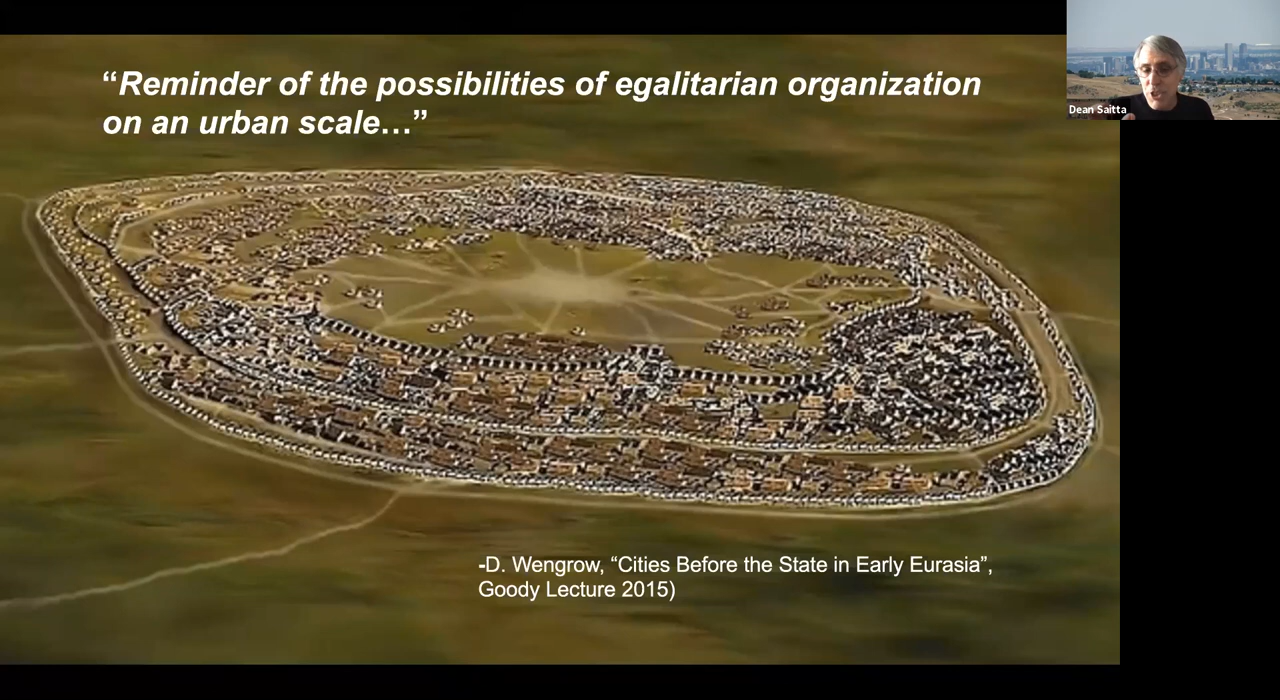 “Reminder of the possibilities of egalitarian organization
on an urban scale…”
Dean Saitta
-D. Wengrow, “Cities Before the State in Early Eurasia”,
Goody Lecture 2015)